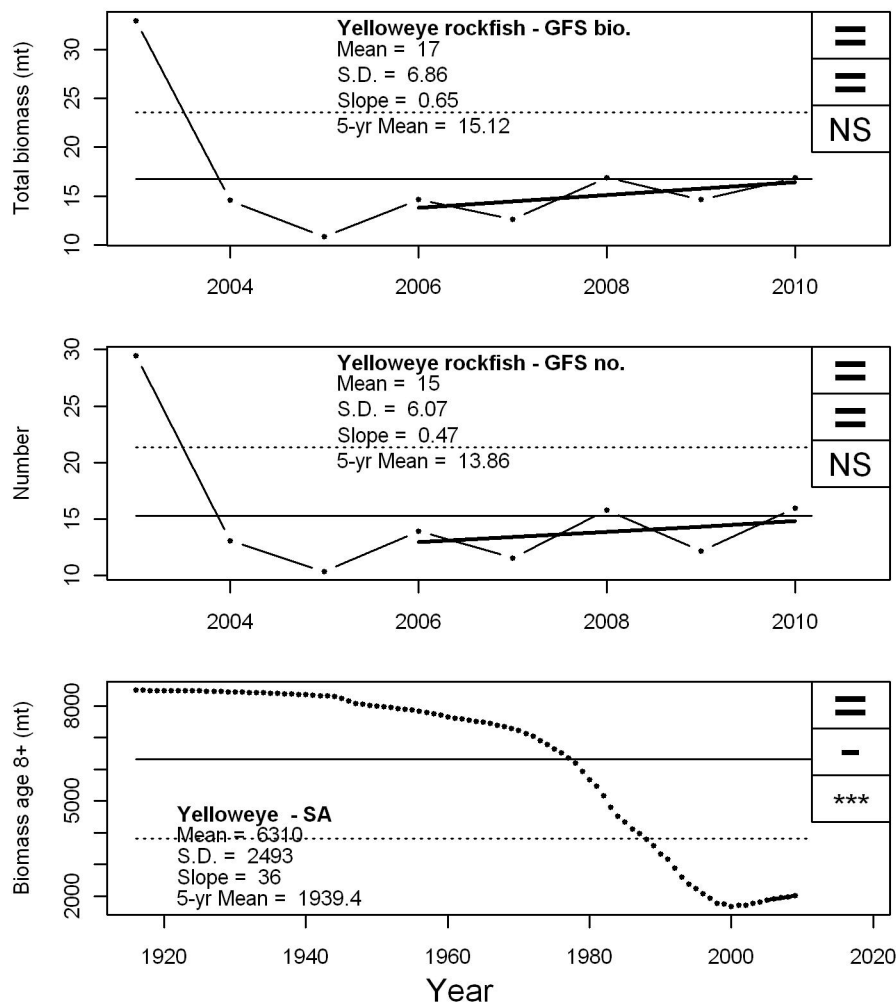 Yelloweye rockfish - GFS bio.
Mean = 17
S.D. = 6.86
Slope = 0.65
5-yr Mean = 15.12
=
=
NS
Total biomass (mt)
30
25
20
15
10
2004
2006
2008
2010
Yelloweye rockfish - GFS no.
Mean = 15
S.D. = 6.07
Slope = 0.47
5-yr Mean = 13.86
=
=
NS
Number
30
25
20
15
10
2004
2006
2008
2010
Yelloweye - SA
Mean = 6310
S.D. = 2493
Slope = 36
5-yr Mean = 1939.4
=
-
***
Biomass age 8+ (mt)
8000
5000
2000
1920
1940
1960
1980
2000
2020
Year